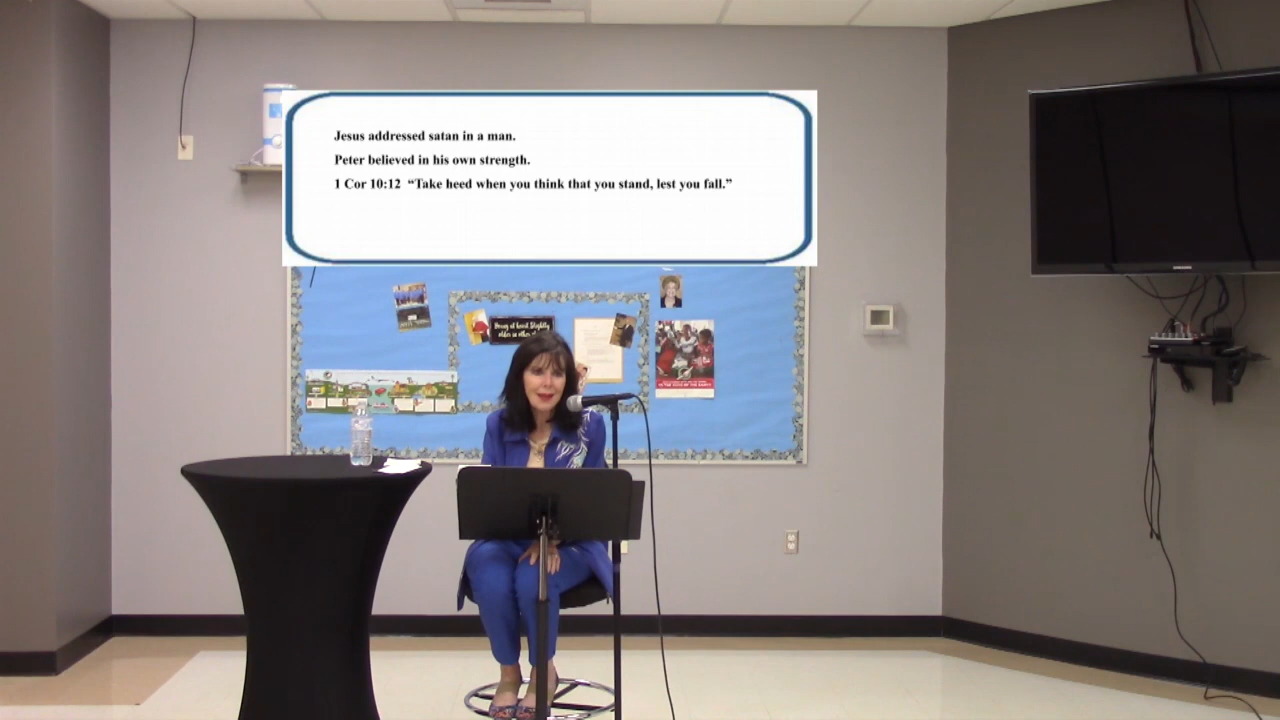 Jesus addressed satan in a man.
Peter believed in his own strength.
1 Cor 10:12  “Take heed when you think that you stand, lest you fall.”